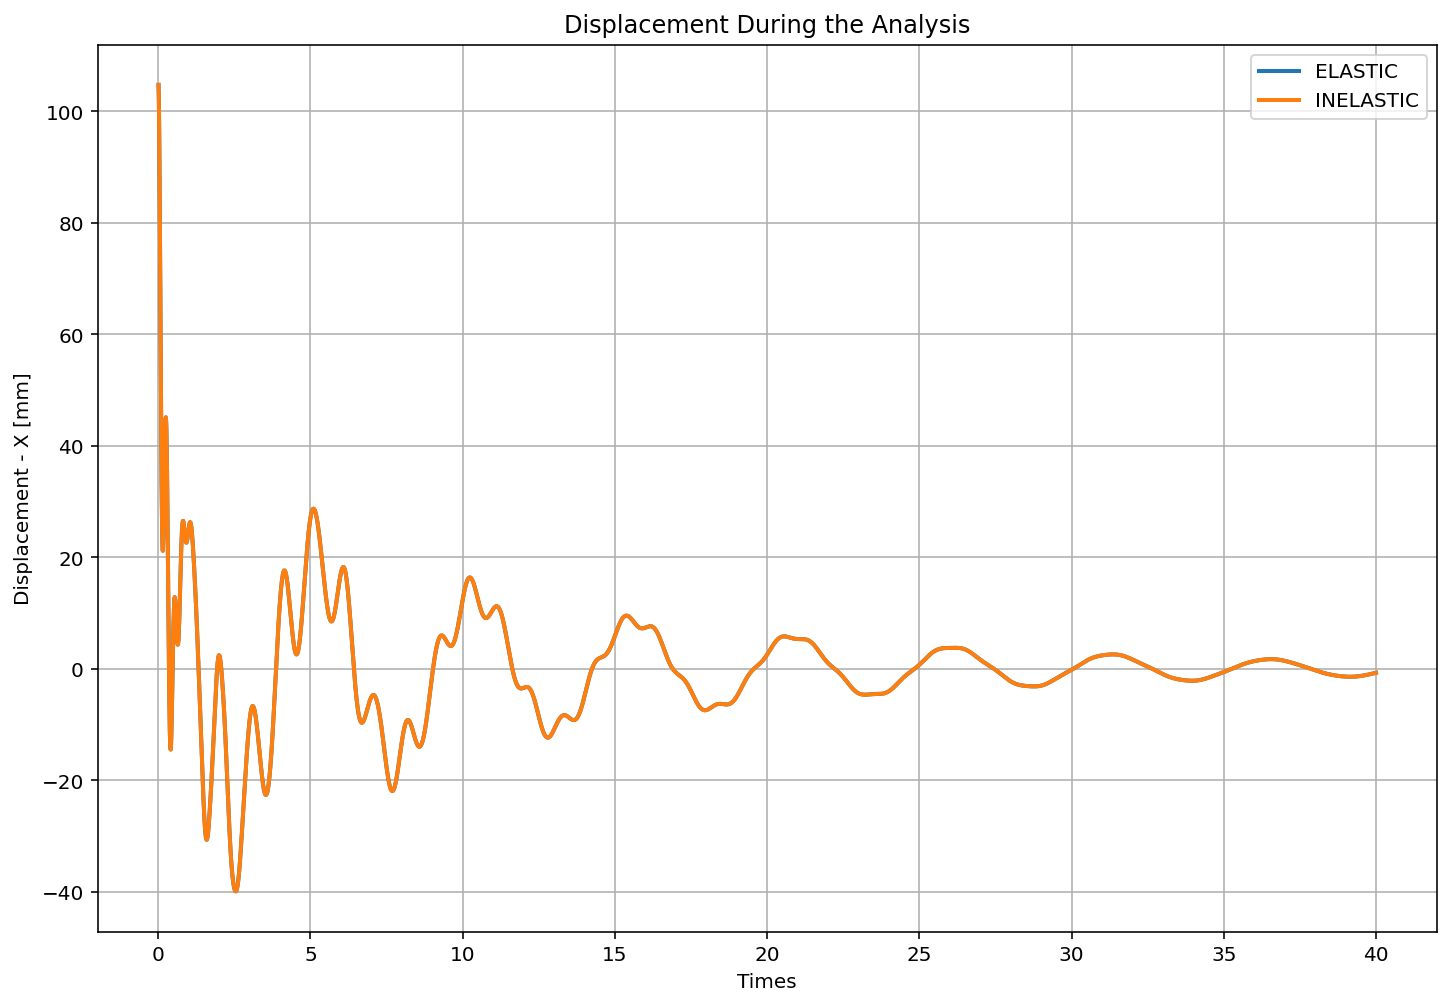 Displacement During the Analysis
ELASTIC
INELASTIC
Displacement - X [mm]
100
80
60
40
20
0
−20
−40
0 5 10 15 20 25 30 35 40
Times